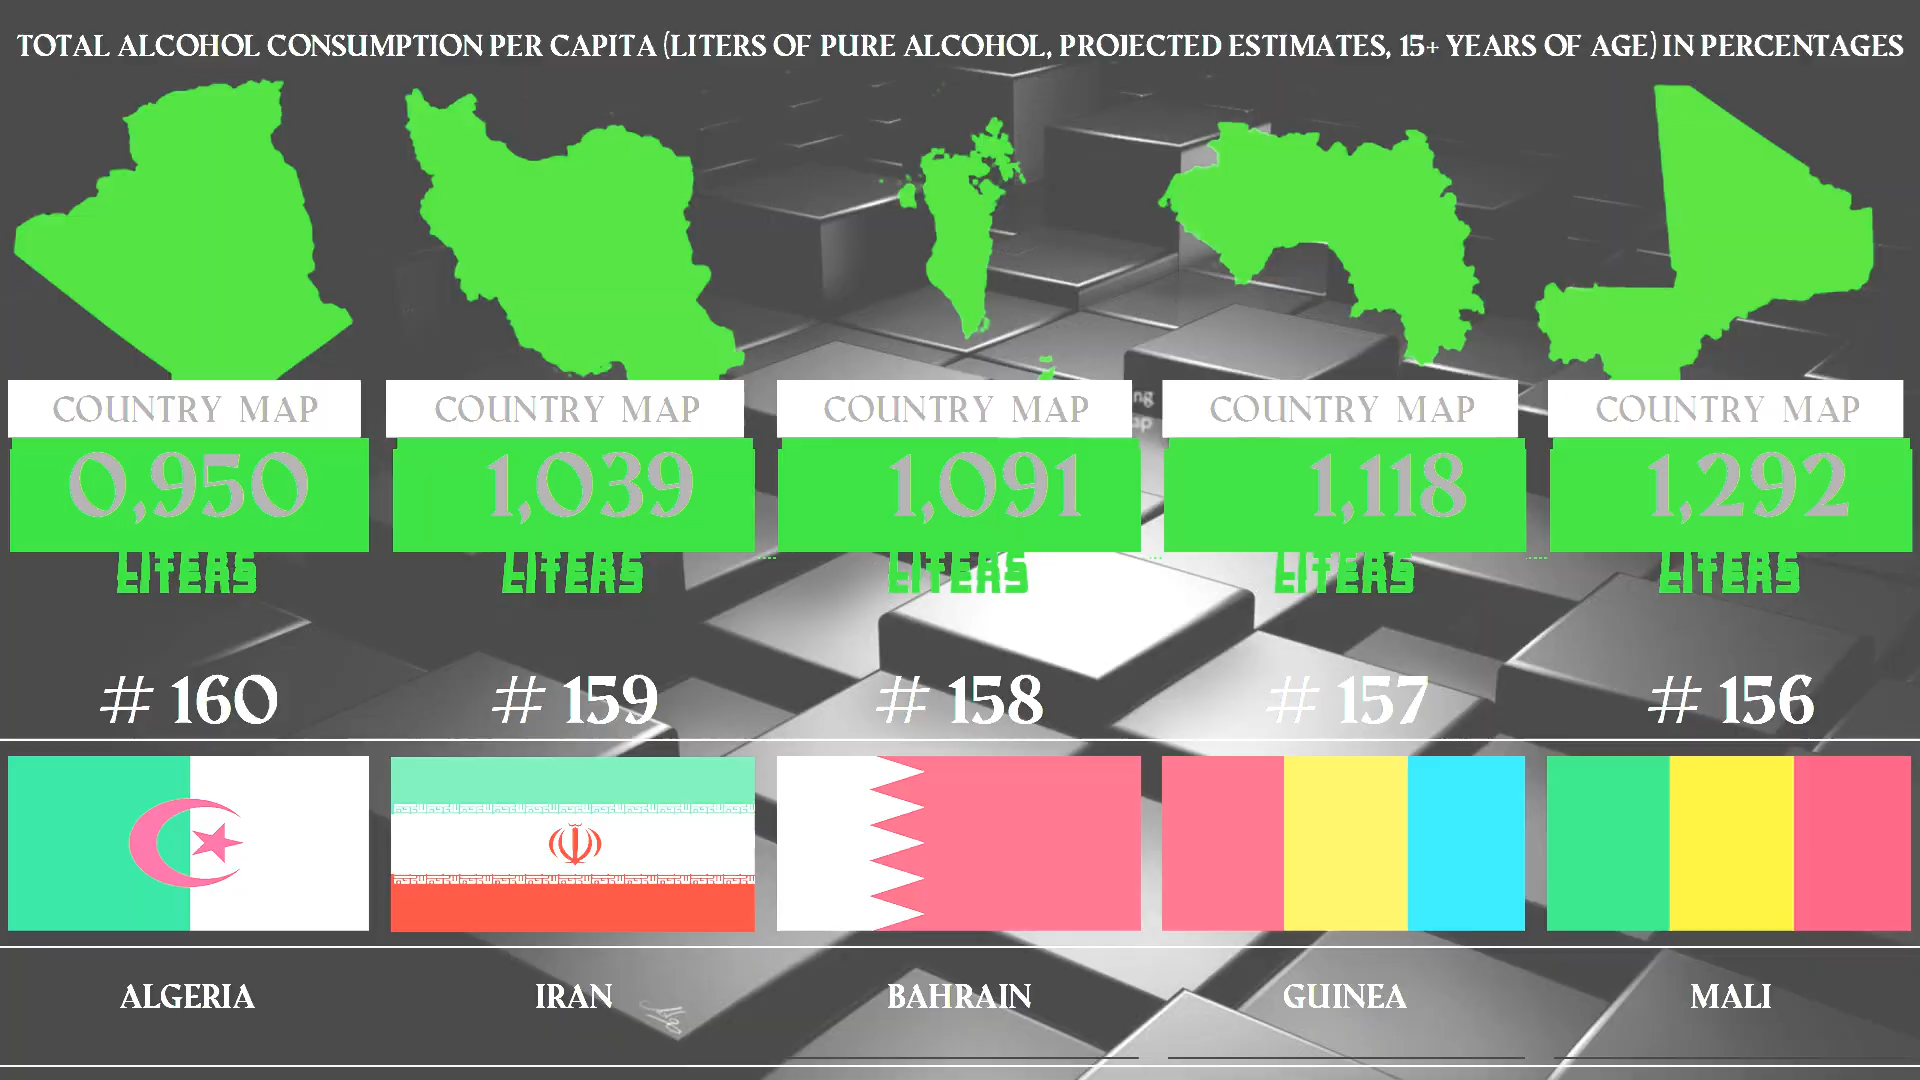 TOTAL ALCOHOL CONSUMPTION PER CAPITA (LITERS OF PURE ALCOHOL, PROJECTED ESTIMATES, 15+ YEARS OF AGE) IN PERCENTAGES
COUNTRY MAP COUNTRY MAP COUNTRY MAP COUNTRY MAP COUNTRY MAP
0,950 1,039 1,091 1,118 1,292
LITERS LITERS LITERS LITERS LITERS
# 160 # 159 # 158 # 157 # 156
ALGERIA IRAN BAHRAIN GUINEA MALI